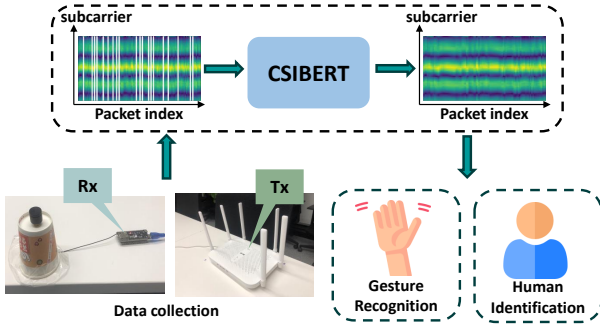 subcarrier
subcarrier
CSIBERT
Packet index
Packet index
Rx
Tx
Data collection
Gesture
Recognition
Human
Identification